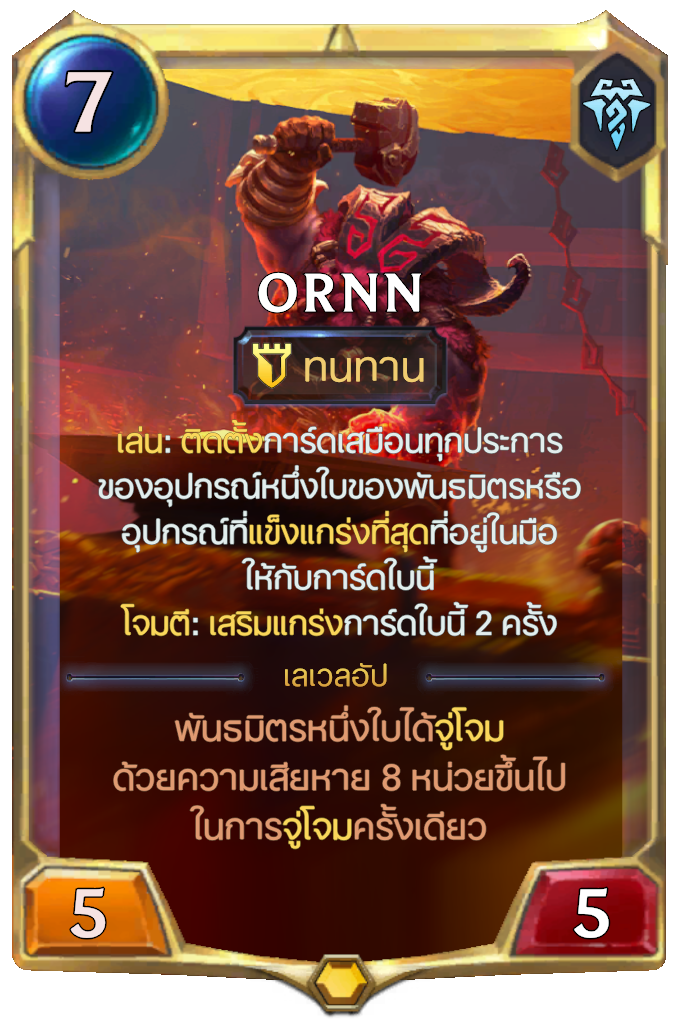 7
ORNN
ทนทาน
เล่น: ติดตั้งการ์ดเสมือนทุกประการ
ของอุปกรณ์หนึ่งใบของพันธมิตรหรือ
อุปกรณ์ที่แข็งแกร่งที่สุดที่อยู่ในมือ
ให้กับการ์ดใบนี้
โจมตี: เสริมแกร่งการ์ดใบนี้ 2 ครั้ง
เลเวลอัป
พันธมิตรหนึ่งใบได้จู่โจม
ด้วยความเสียหาย 8 หน่วยขึ้นไป
ในการจู่โจมครั้งเดียว
5
5